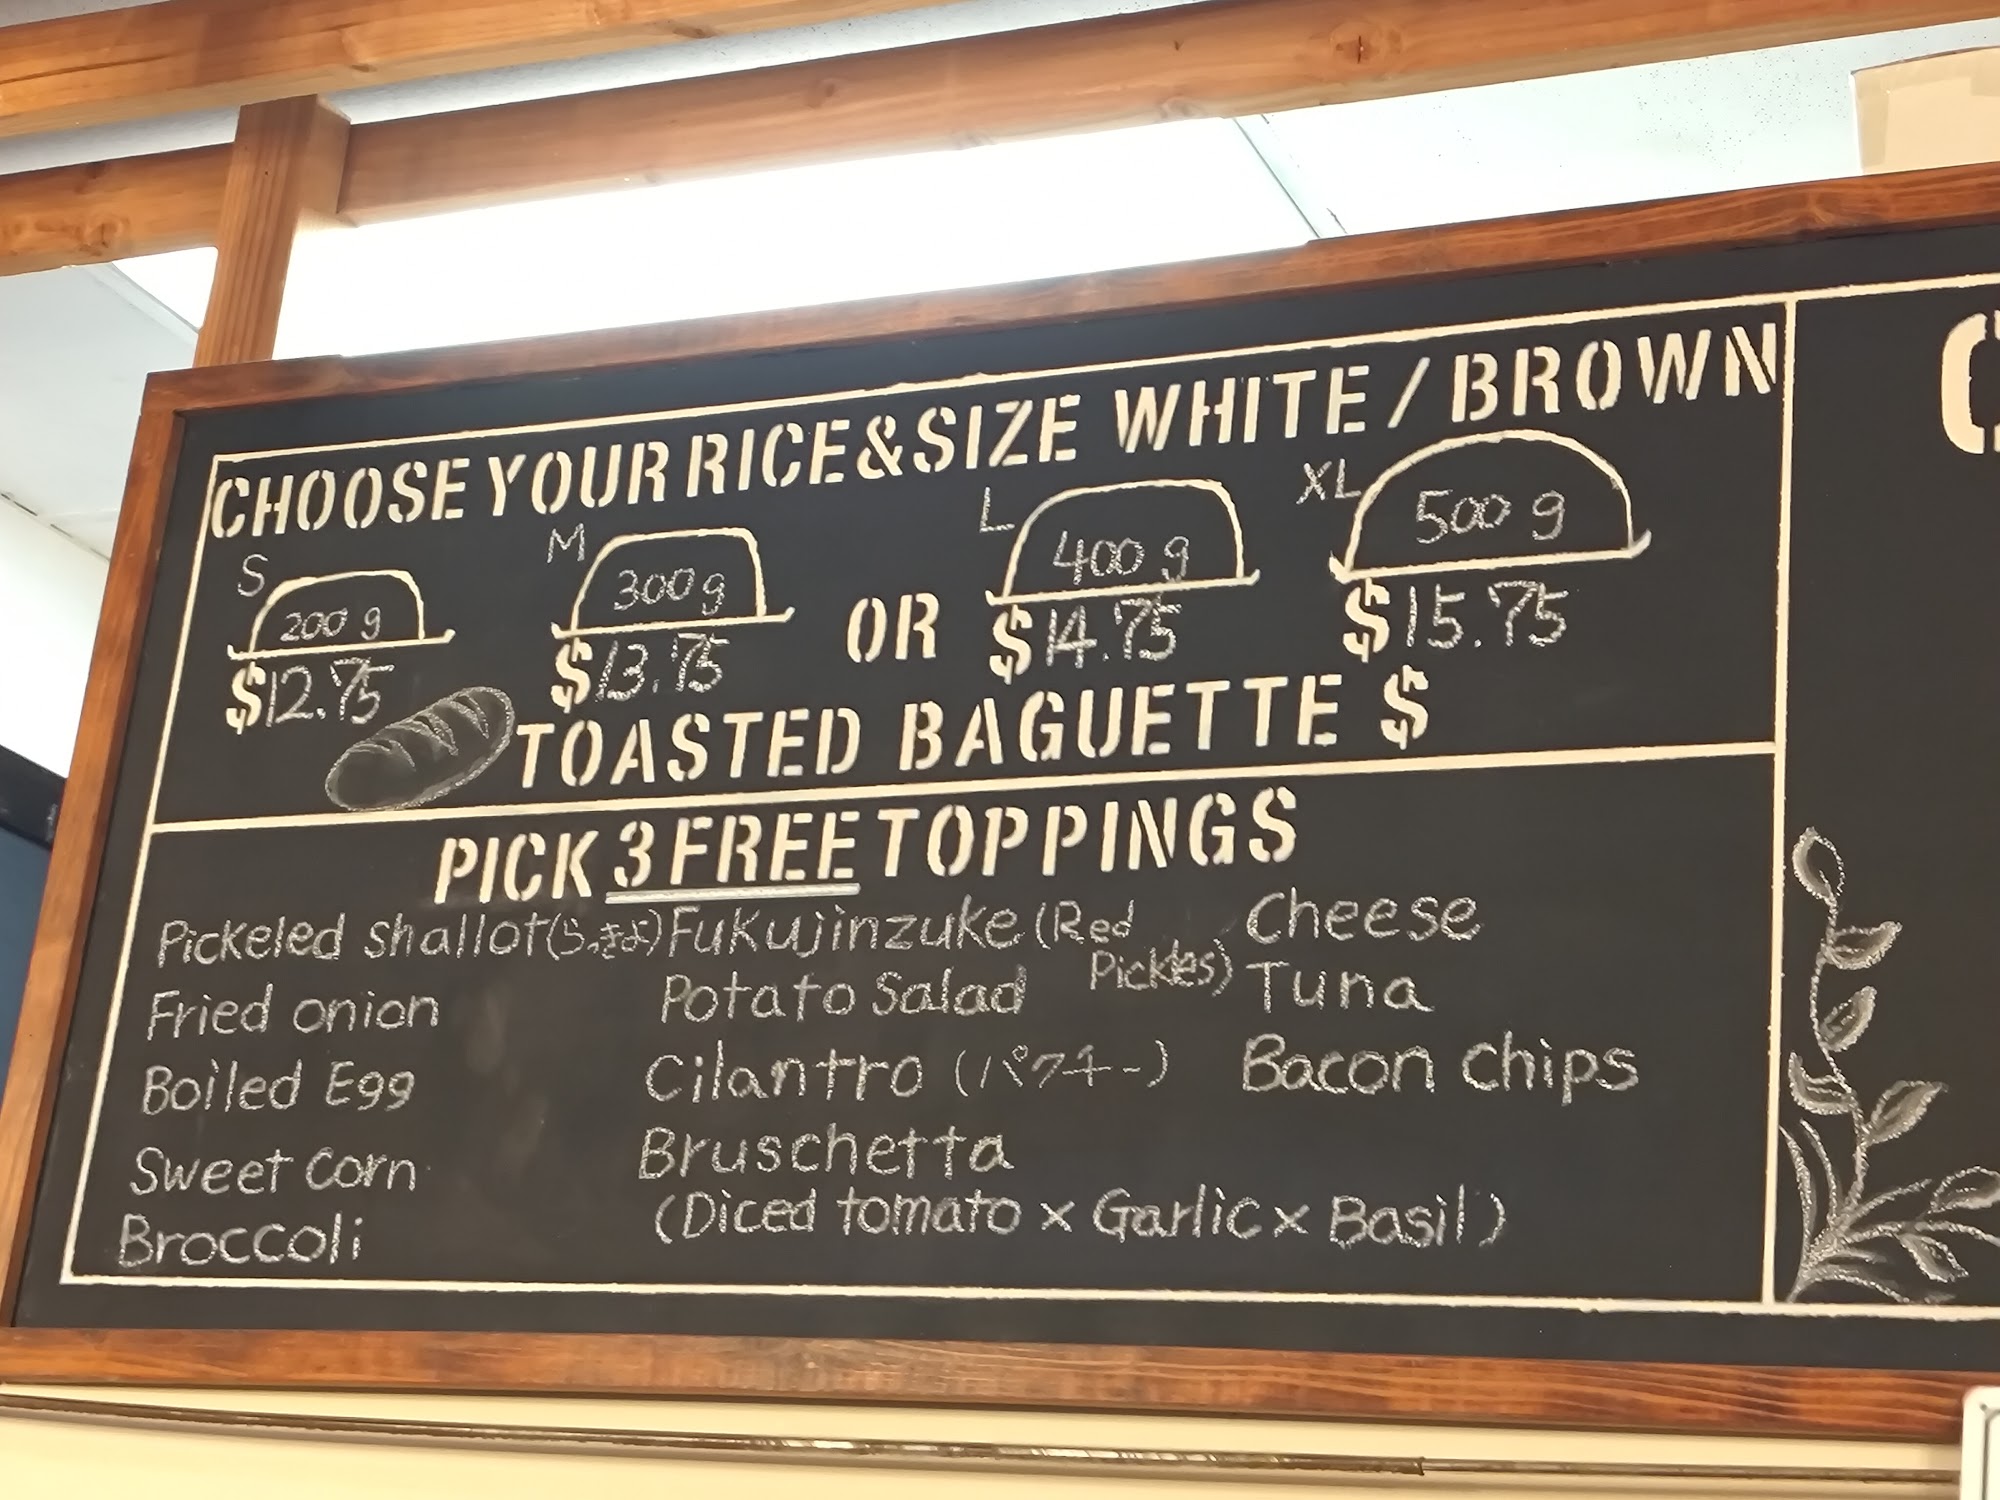 CHOOSE YOUR RICE&SIZE WHITE / BROWN
S M L XL
200 g 300 g 400 g 500 g
$12.75 $13.75 OR $14.75 $15.75
TOASTED BAGUETTE $
PICK 3 FREE TOPPINGS
Pickeled shallot(らっきょ)
Fried onion
Boiled Egg
Sweet corn
Broccoli
Fukujinzuke (Red
Pickles)
Potato Salad
Cilantro (パクチー)
Bruschetta
(Diced tomato x Garlic x Basil)
Cheese
Tuna
Bacon chips